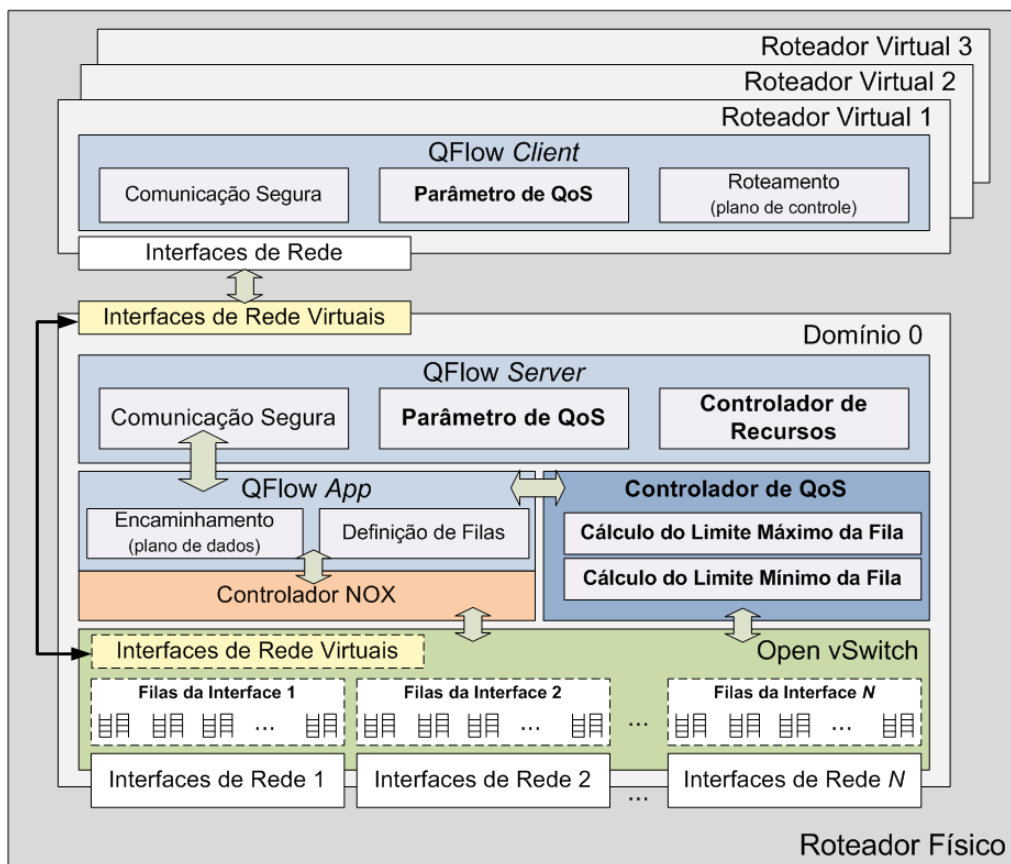 Roteador Virtual 3
Roteador Virtual 2
Roteador Virtual 1
QFlow Client
Comunicação Segura
Parâmetro de QoS
Roteamento
(plano de controle)
Interfaces de Rede
Interfaces de Rede Virtuais
Domínio 0
QFlow Server
Comunicação Segura
Parâmetro de QoS
Controlador de
Recursos
QFlow App
Encaminhamento
(plano de dados)
Definição de Filas
Controlador NOX
Controlador de QoS
Cálculo do Limite Máximo da Fila
Cálculo do Limite Mínimo da Fila
Interfaces de Rede Virtuais
Open vSwitch
Filas da Interface 1
...
Filas da Interface 2
...
...
Filas da Interface N
...
Interfaces de Rede 1
Interfaces de Rede 2
...
Interfaces de Rede N
Roteador Físico